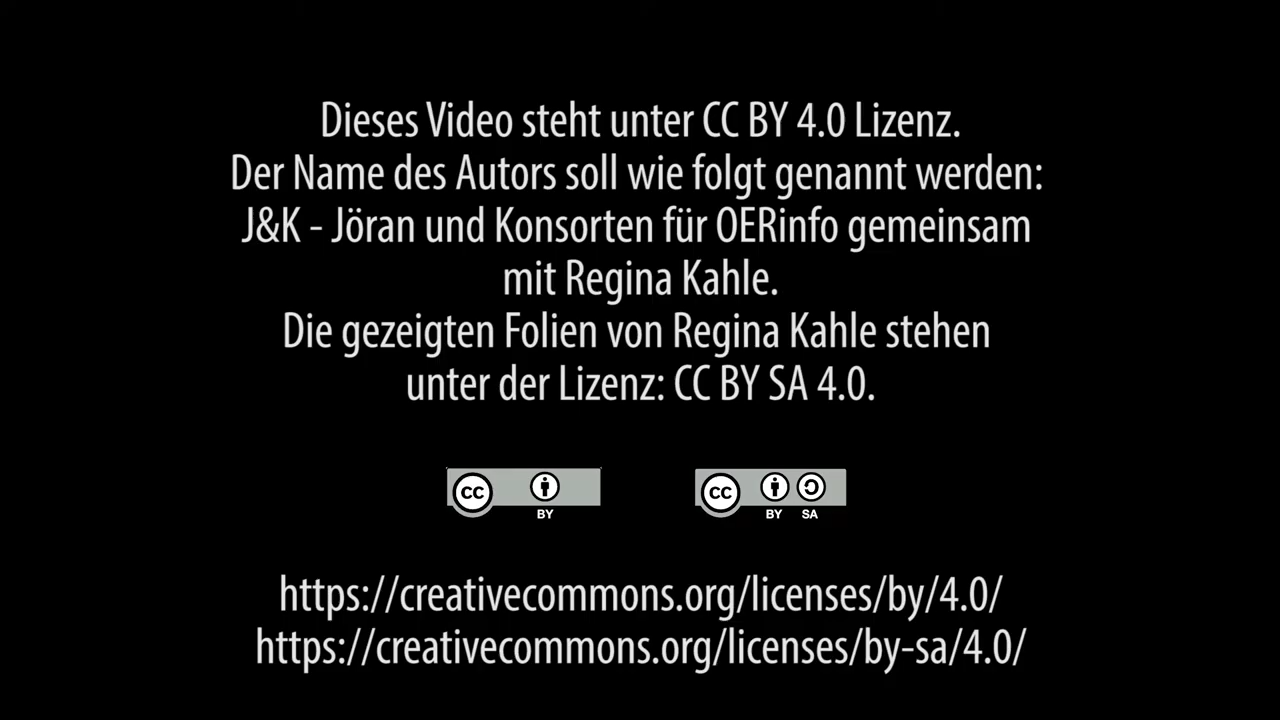 Dieses Video steht unter CC BY 4.0 Lizenz.
Der Name des Autors soll wie folgt genannt werden:
J&K - Jöran und Konsorten für OERinfo gemeinsam
mit Regina Kahle.
Die gezeigten Folien von Regina Kahle stehen
unter der Lizenz: CC BY SA 4.0.
CC BY
CC BY SA
https://creativecommons.org/licenses/by/4.0/
https://creativecommons.org/licenses/by-sa/4.0/